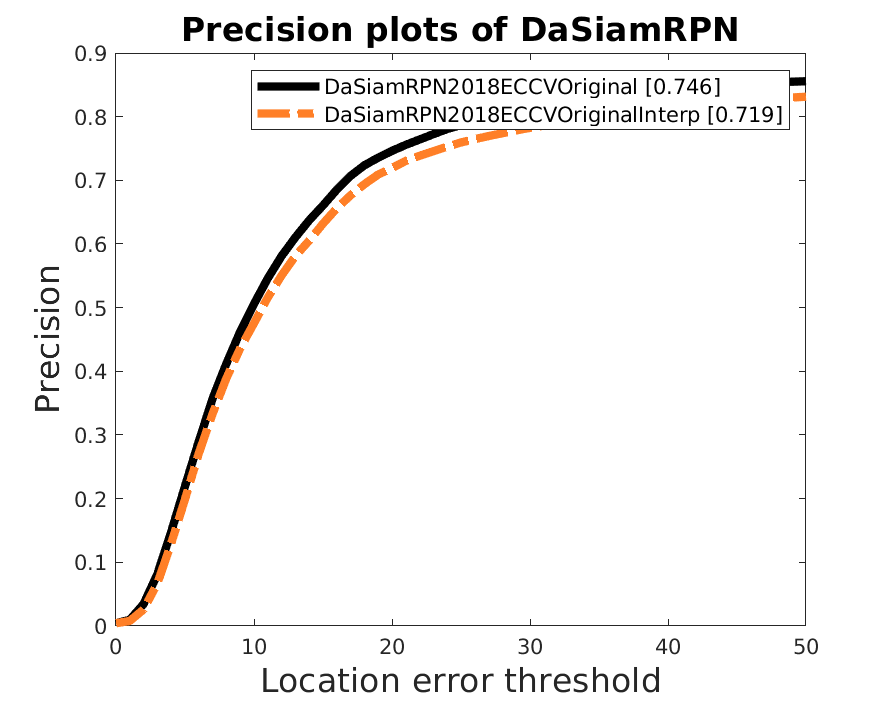 Precision plots of DaSiamRPN
DaSiamRPN2018ECCVOriginal [0.746]
DaSiamRPN2018ECCVOriginalInterp [0.719]
0.9
0.8
0.7
0.6
0.5
0.4
0.3
0.2
0.1
0
Precision
0 10 20 30 40 50
Location error threshold